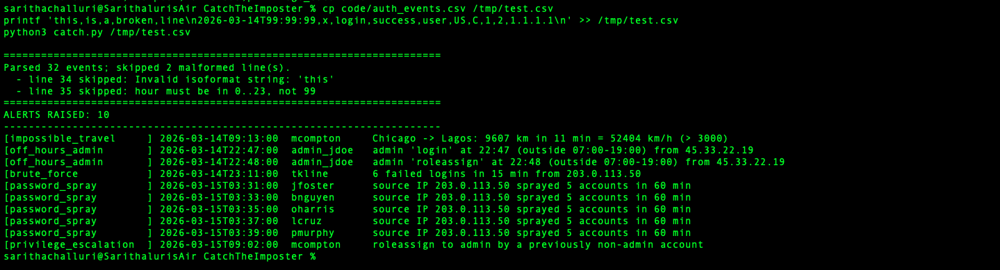 sarithachalluri@SarithalurisAir CatchTheImposter % cp code/auth_events.csv /tmp/test.csv
printf 'this,is,a,broken,line\n2026-03-14T99:99:99,x,login,success,user,US,C,1,2,1.1.1.1\n' >> /tmp/test.csv
python3 catch.py /tmp/test.csv
======================================================================
Parsed 32 events; skipped 2 malformed line(s).
  - line 34 skipped: Invalid isoformat string: 'this'
  - line 35 skipped: hour must be in 0..23, not 99
======================================================================
ALERTS RAISED: 10
----------------------------------------------------------------------
[impossible_travel     ] 2026-03-14T09:13:00  mcompton     Chicago -> Lagos: 9607 km in 11 min = 52404 km/h (> 3000)
[off_hours_admin       ] 2026-03-14T22:47:00  admin_jdoe   admin 'login' at 22:47 (outside 07:00-19:00) from 45.33.22.19
[off_hours_admin       ] 2026-03-14T22:48:00  admin_jdoe   admin 'roleassign' at 22:48 (outside 07:00-19:00) from 45.33.22.19
[brute_force           ] 2026-03-14T23:11:00  tkline       6 failed logins in 15 min from 203.0.113.50
[password_spray        ] 2026-03-15T03:31:00  jfoster      source IP 203.0.113.50 sprayed 5 accounts in 60 min
[password_spray        ] 2026-03-15T03:33:00  bnguyen      source IP 203.0.113.50 sprayed 5 accounts in 60 min
[password_spray        ] 2026-03-15T03:35:00  oharris      source IP 203.0.113.50 sprayed 5 accounts in 60 min
[password_spray        ] 2026-03-15T03:37:00  lcruz        source IP 203.0.113.50 sprayed 5 accounts in 60 min
[password_spray        ] 2026-03-15T03:39:00  pmurphy      source IP 203.0.113.50 sprayed 5 accounts in 60 min
[privilege_escalation  ] 2026-03-15T09:02:00  mcompton     roleassign to admin by a previously non-admin account
sarithachalluri@SarithalurisAir CatchTheImposter %